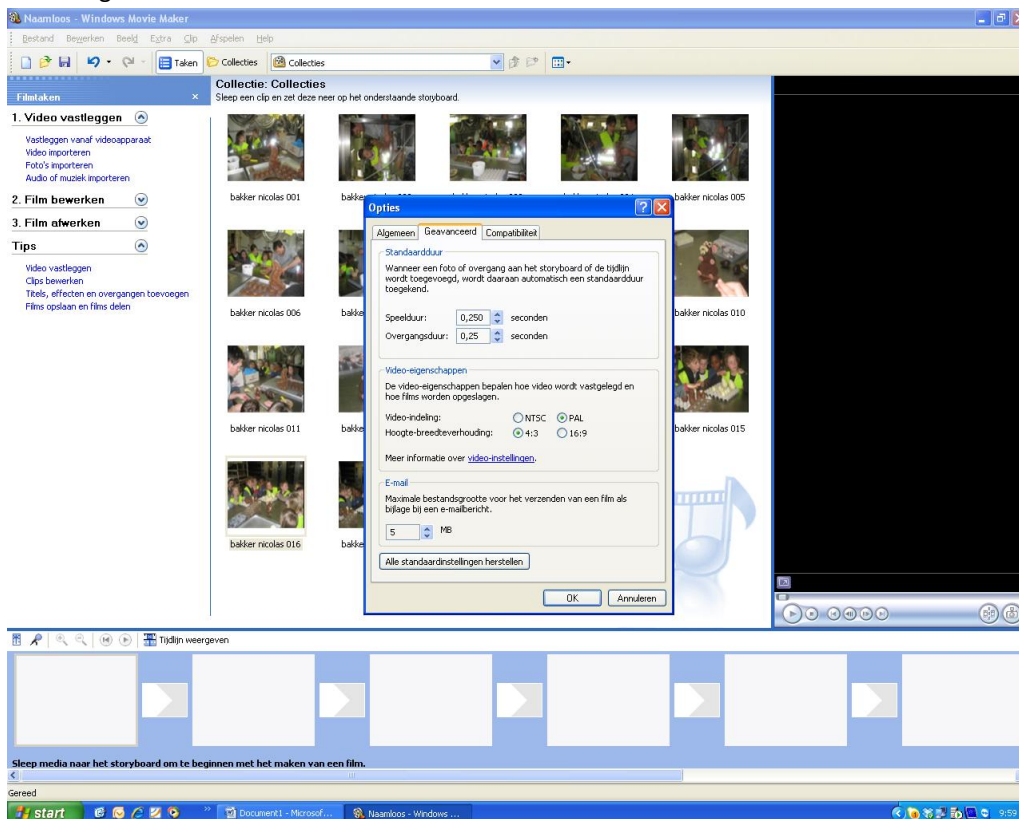 Naamloos - Windows Movie Maker
Bestand Bewerken Beeld Extra Clip Afspelen Help
Taken Collecties Collecties
Filmtaken
Collectie: Collecties
Sleep een clip en zet deze neer op het onderstaande storyboard.
1. Video vastleggen
Vastleggen vanaf videoapparaat
Video importeren
Foto's importeren
Audio of muziek importeren
2. Film bewerken
3. Film afwerken
Tips
Video vastleggen
Clips bewerken
Titels, effecten en overgangen toevoegen
Films opslaan en films delen
bakker nicolas 001
bakker nicolas 005
bakker nicolas 006
bakker nicolas 010
bakker nicolas 011
bakker nicolas 015
bakker nicolas 016
Opties
Algemeen Geavanceerd Compatibiliteit
Standaardduur
Wanneer een foto of overgang aan het storyboard of de tijdlijn
wordt toegevoegd, wordt daaraan automatisch een standaardduur
toegekend.
Speelduur: 0,250 seconden
Overgangsduur: 0,25 seconden
Video-eigenschappen
De video-eigenschappen bepalen hoe video wordt vastgelegd en
hoe films worden opgeslagen.
Video-indeling: NTSC PAL
Hoogte-breedteverhouding: 4:3 16:9
Meer informatie over video-instellingen.
E-mail
Maximale bestandsgrootte voor het verzenden van een film als
bijlage bij een e-mailbericht.
5 MB
Alle standaardinstellingen herstellen
OK Annuleren
Tijdlijn weergeven
Sleep media naar het storyboard om te beginnen met het maken van een film.
Gereed
start Document1 - Microsof... Naamloos - Windows ... 9:59